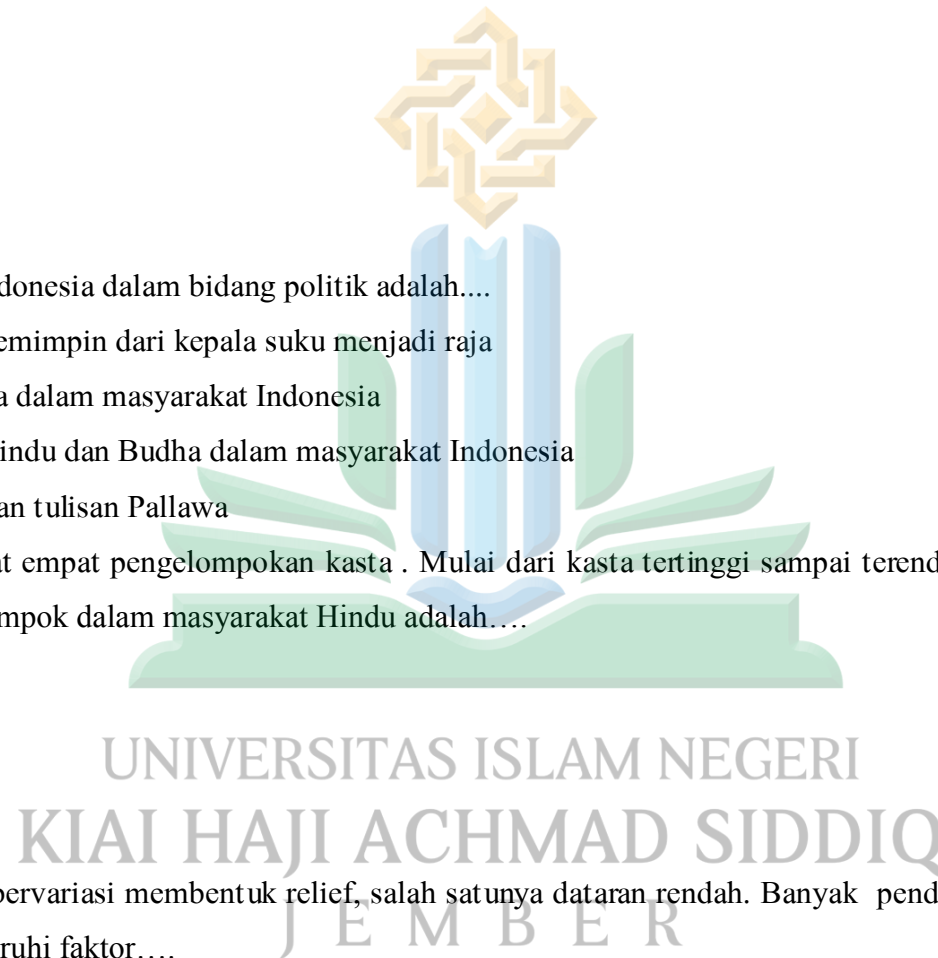 donesia dalam bidang politik adalah....
emimpin dari kepala suku menjadi raja
a dalam masyarakat Indonesia
indu dan Budha dalam masyarakat Indonesia
an tulisan Pallawa
at empat pengelompokan kasta . Mulai dari kasta tertinggi sampai terend
mpok dalam masyarakat Hindu adalah….
UNIVERSITAS ISLAM NEGERI
KIAI HAJI ACHMAD SIDDIQ
bervariasi membentuk relief, salah satunya dataran rendah. Banyak pend
JEMBER
ruhi faktor….